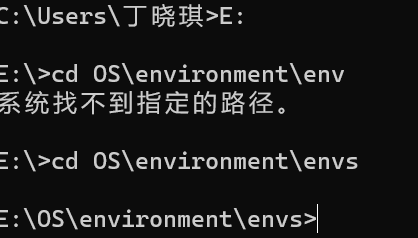 C:\Users\丁晓琪>E:
E:\>cd OS\environment\env
系统找不到指定的路径。
E:\>cd OS\environment\envs
E:\OS\environment\envs>